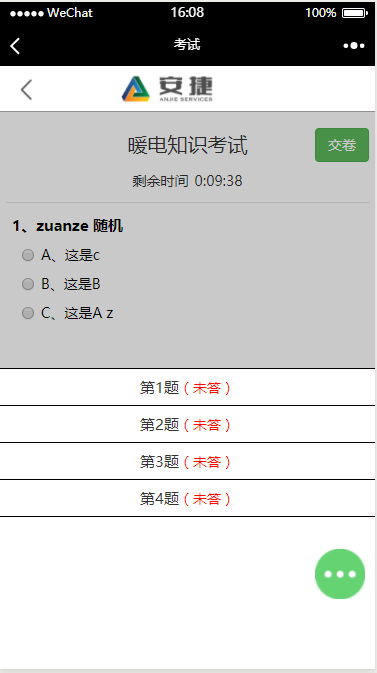 WeChat 16:08 100%
考试
安捷
ANJIE SERVICES
暖电知识考试 交卷
剩余时间 0:09:38
1、zuanze 随机
A、这是c
B、这是B
C、这是A z
第1题（未答）
第2题（未答）
第3题（未答）
第4题（未答）